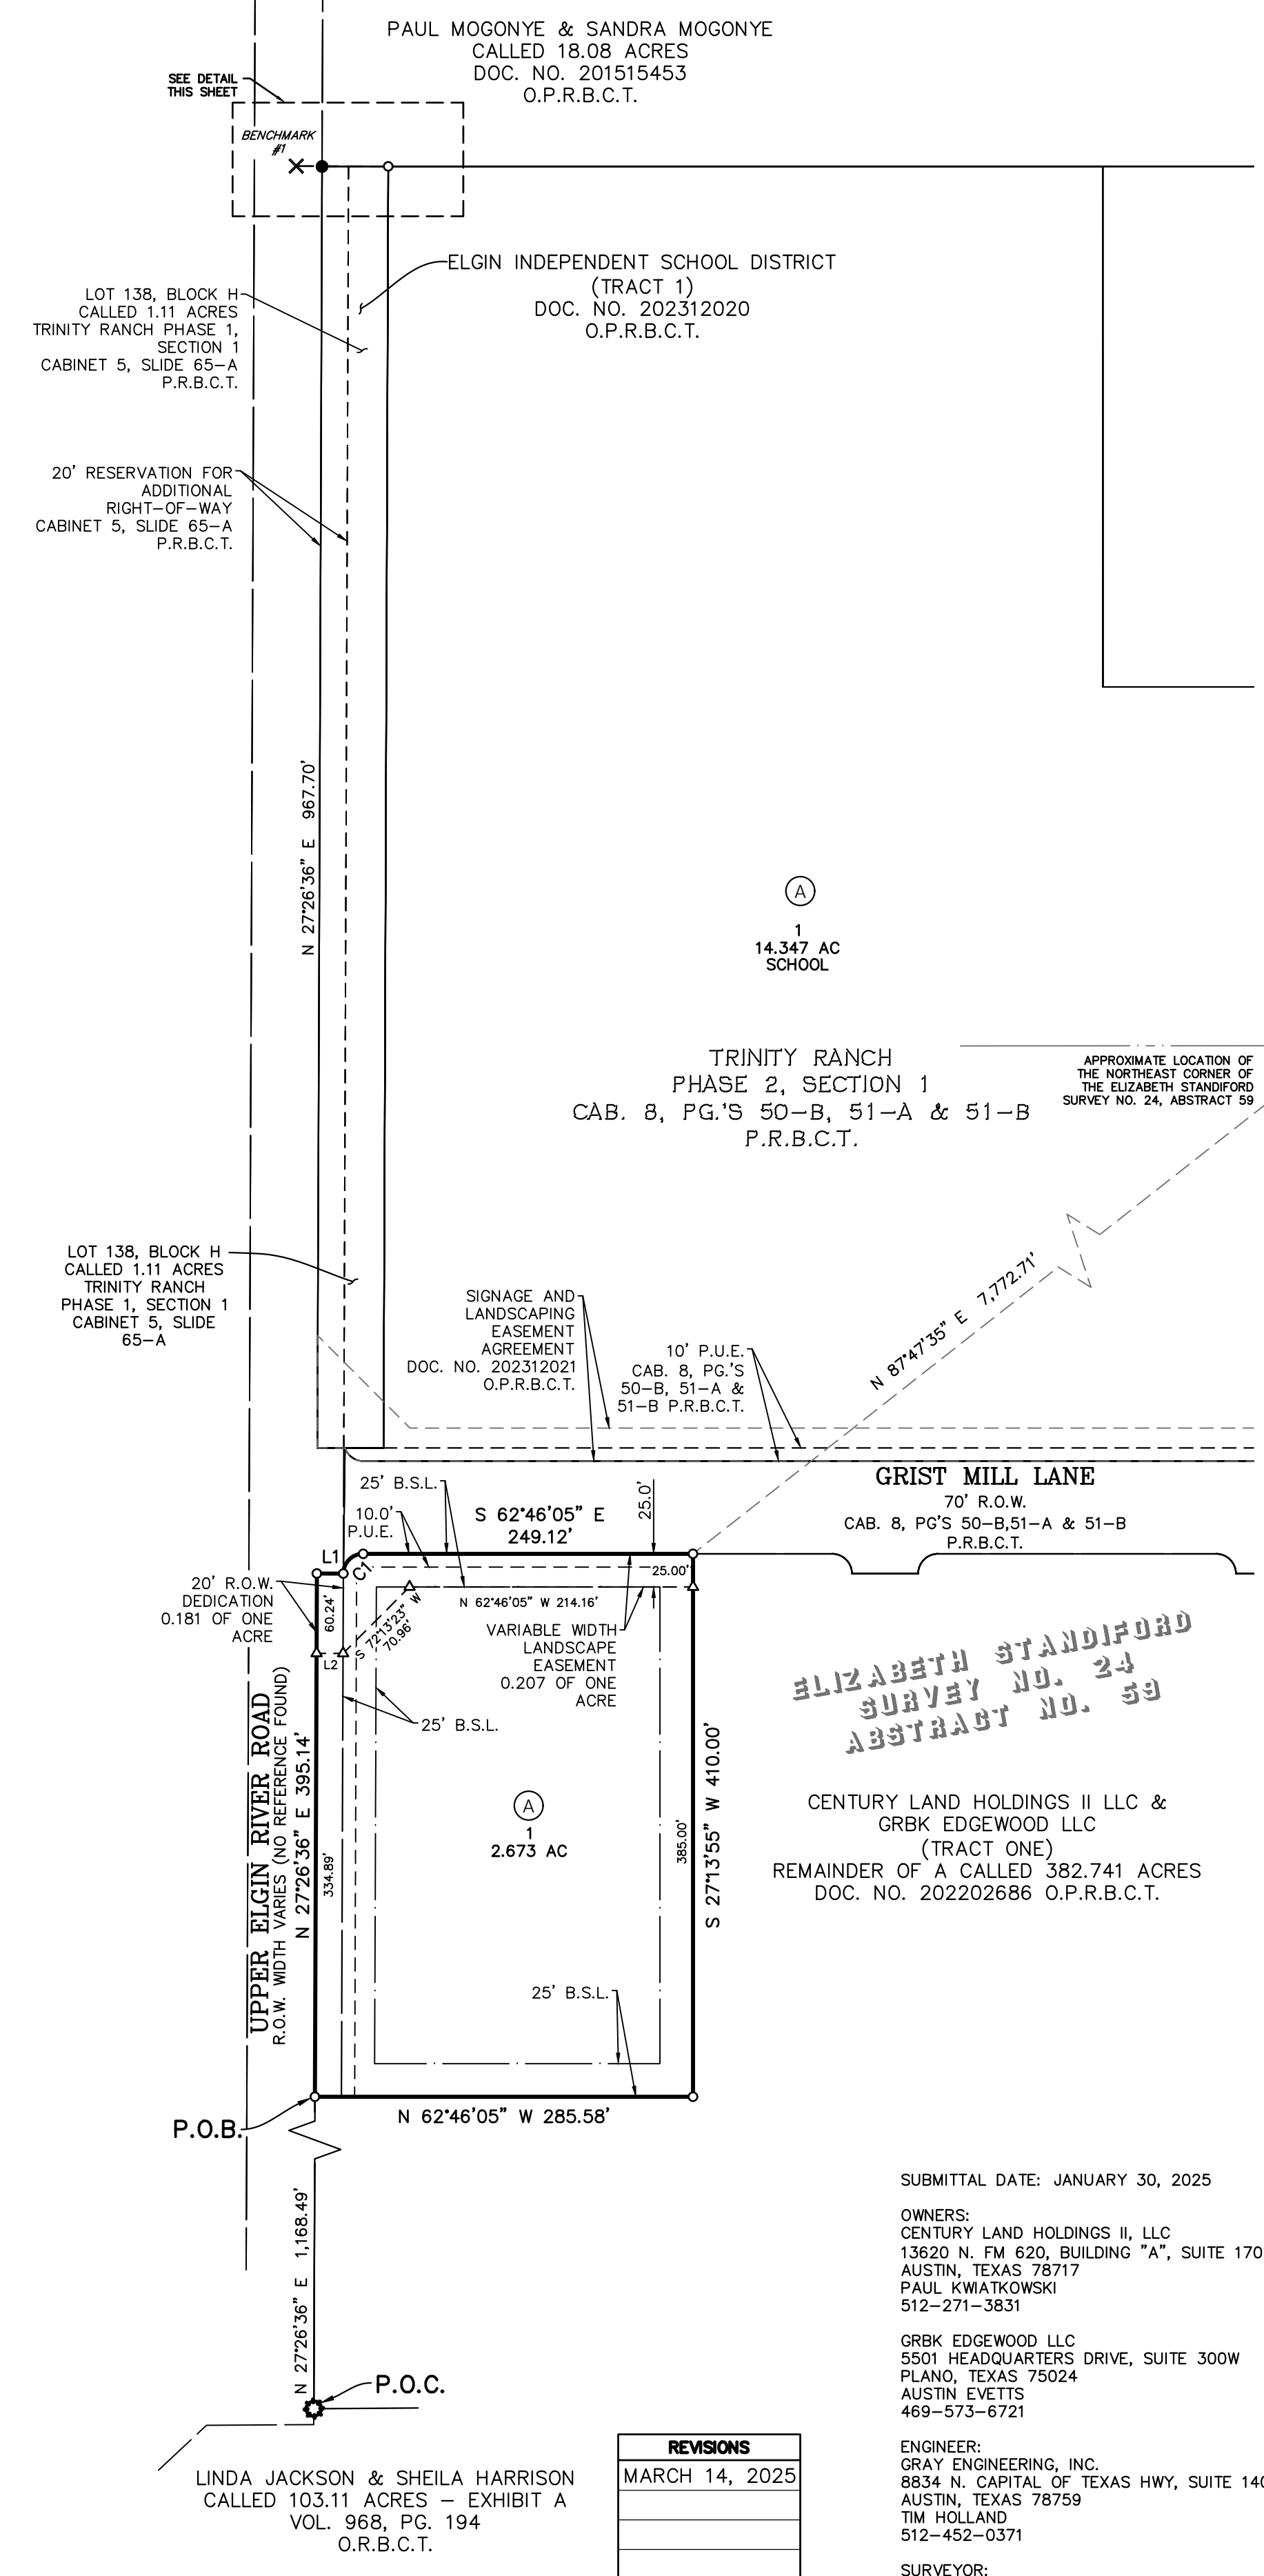 PAUL MOGONYE & SANDRA MOGONYE
CALLED 18.08 ACRES
DOC. NO. 201515453
O.P.R.B.C.T.
SEE DETAIL
THIS SHEET
BENCHMARK
#1
ELGIN INDEPENDENT SCHOOL DISTRICT
(TRACT 1)
DOC. NO. 202312020
O.P.R.B.C.T.
LOT 138, BLOCK H
CALLED 1.11 ACRES
TRINITY RANCH PHASE 1,
SECTION 1
CABINET 5, SLIDE 65-A
P.R.B.C.T.
20' RESERVATION FOR
ADDITIONAL
RIGHT-OF-WAY
CABINET 5, SLIDE 65-A
P.R.B.C.T.
N 27°26'36" E 967.70'
A
1
14.347 AC
SCHOOL
TRINITY RANCH
PHASE 2, SECTION 1
CAB. 8, PG.'S 50-B, 51-A & 51-B
P.R.B.C.T.
APPROXIMATE LOCATION OF
THE NORTHEAST CORNER OF
THE ELIZABETH STANDIFORD
SURVEY NO. 24, ABSTRACT 59
LOT 138, BLOCK H
CALLED 1.11 ACRES
TRINITY RANCH
PHASE 1, SECTION 1
CABINET 5, SLIDE
65-A
SIGNAGE AND
LANDSCAPING
EASEMENT
AGREEMENT
DOC. NO. 202312021
O.P.R.B.C.T.
10' P.U.E.
CAB. 8, PG.'S
50-B, 51-A &
51-B P.R.B.C.T.
N 87°47'35" E 7,772.71'
GRIST MILL LANE
70' R.O.W.
CAB. 8, PG'S 50-B,51-A & 51-B
P.R.B.C.T.
25' B.S.L.
10.0'
P.U.E.
S 62°46'05" E
249.12'
25.0'
L1
C1
20' R.O.W.
DEDICATION
0.181 OF ONE
ACRE
60.24'
L2
S 72°13'23" W
70.96'
25.00'
N 62°46'05" W 214.16'
VARIABLE WIDTH
LANDSCAPE
EASEMENT
0.207 OF ONE
ACRE
25' B.S.L.
ELIZABETH STANDIFORD
SURVEY NO. 24
ABSTRACT NO. 59
UPPER ELGIN RIVER ROAD
R.O.W. WIDTH VARIES (NO REFERENCE FOUND)
N 27°26'36" E 395.14'
334.89'
A
1
2.673 AC
385.00'
S 27°13'55" W 410.00'
CENTURY LAND HOLDINGS II LLC &
GRBK EDGEWOOD LLC
(TRACT ONE)
REMAINDER OF A CALLED 382.741 ACRES
DOC. NO. 202202686 O.P.R.B.C.T.
25' B.S.L.
N 62°46'05" W 285.58'
P.O.B.
N 27°26'36" E 1,168.49'
P.O.C.
LINDA JACKSON & SHEILA HARRISON
CALLED 103.11 ACRES - EXHIBIT A
VOL. 968, PG. 194
O.R.B.C.T.
REVISIONS
MARCH 14, 2025
SUBMITTAL DATE: JANUARY 30, 2025
OWNERS:
CENTURY LAND HOLDINGS II, LLC
13620 N. FM 620, BUILDING "A", SUITE 170
AUSTIN, TEXAS 78717
PAUL KWIATKOWSKI
512-271-3831
GRBK EDGEWOOD LLC
5501 HEADQUARTERS DRIVE, SUITE 300W
PLANO, TEXAS 75024
AUSTIN EVETTS
469-573-6721
ENGINEER:
GRAY ENGINEERING, INC.
8834 N. CAPITAL OF TEXAS HWY, SUITE 140
AUSTIN, TEXAS 78759
TIM HOLLAND
512-452-0371
SURVEYOR: